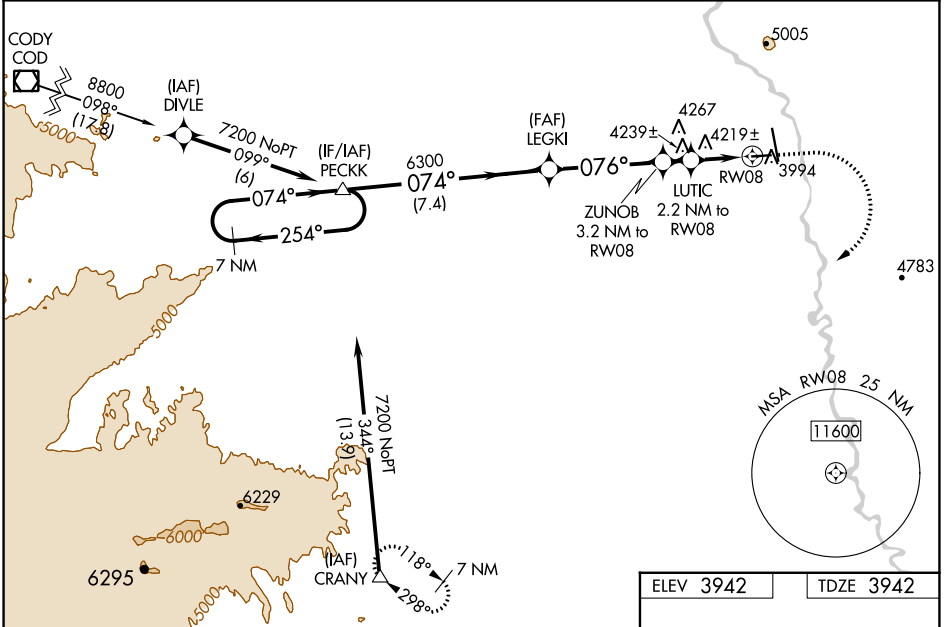 CODY
COD
8800
098°
(17.8)
5000
(IAF)
DIVLE
7200 NoPT
099°
(6)
(IF/IAF)
PECKK
074°
254°
7 NM
6300
074°
(7.4)
(FAF)
LEGKI
076°
4267
4239±
4219±
ZUNOB
3.2 NM to
RW08
LUTIC
2.2 NM to
RW08
RW08
3994
5005
4783
5000
7200 NoPT
344°
(13.9)
6229
6000
6295
(IAF)
CRANY
118°
298°
7 NM
5000
MSA RW08 25 NM
11600
ELEV 3942
TDZE 3942